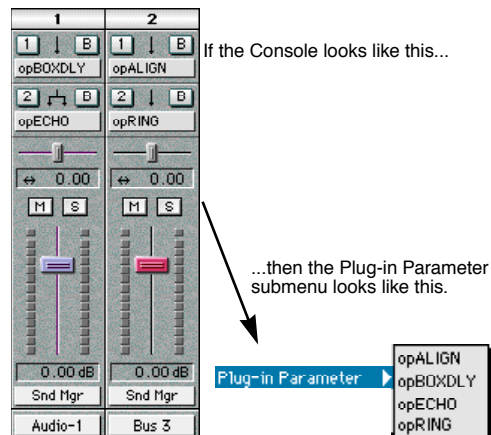 1 2
1 B 1 B
opBOXDLY opALIGN
2 B 2 B
opECHO opRING
0.00 0.00
M S M S
0.00 dB 0.00 dB
Snd Mgr Snd Mgr
Audio-1 Bus 3
If the Console looks like this...
...then the Plug-in Parameter
submenu looks like this.
Plug-in Parameter
opALIGN
opBOXDLY
opECHO
opRING